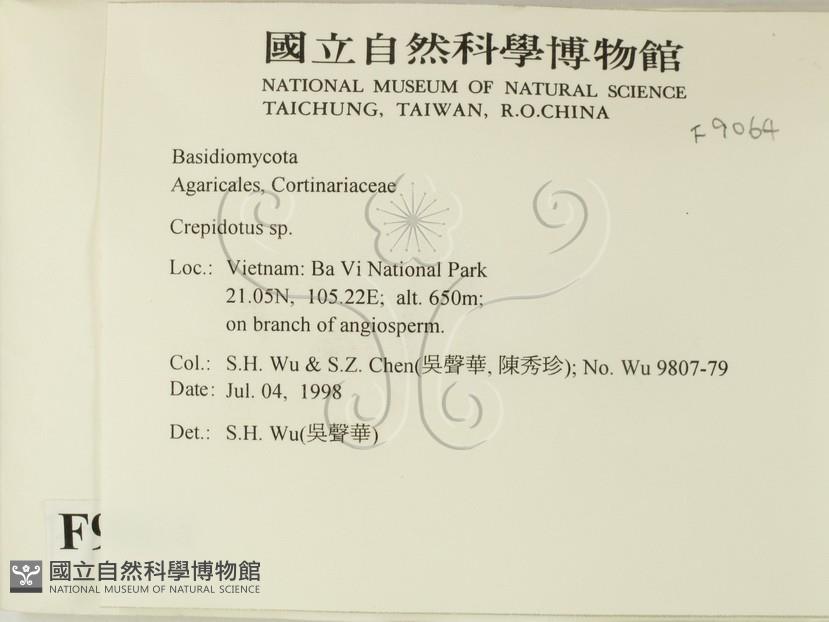 國立自然科學博物館
NATIONAL MUSEUM OF NATURAL SCIENCE
TAICHUNG, TAIWAN, R.O.CHINA
F9064
Basidiomycota
Agaricales, Cortinariaceae
Crepidotus sp.
Loc.: Vietnam: Ba Vi National Park
21.05N, 105.22E; alt. 650m;
on branch of angiosperm.
Col.: S.H. Wu & S.Z. Chen(吳聲華, 陳秀珍); No. Wu 9807-79
Date: Jul. 04, 1998
Det.: S.H. Wu(吳聲華)
F9
國立自然科學博物館
NATIONAL MUSEUM OF NATURAL SCIENCE